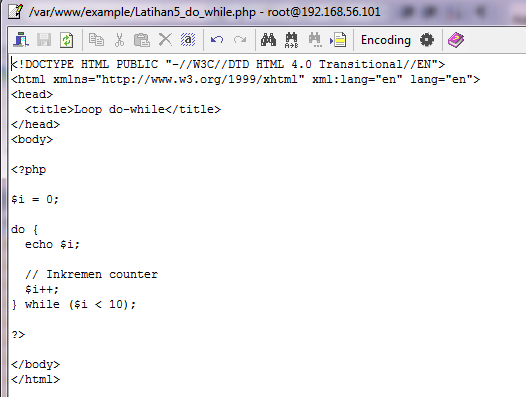 /var/www/example/Latihan5_do_while.php - root@192.168.56.101
Encoding
<!DOCTYPE HTML PUBLIC "-//W3C//DTD HTML 4.0 Transitional//EN">
<html xmlns="http://www.w3.org/1999/xhtml" xml:lang="en" lang="en">
<head>
  <title>Loop do-while</title>
</head>
<body>

<?php

$i = 0;

do {
  echo $i;

  // Inkremen counter
  $i++;
} while ($i < 10);

?>

</body>
</html>